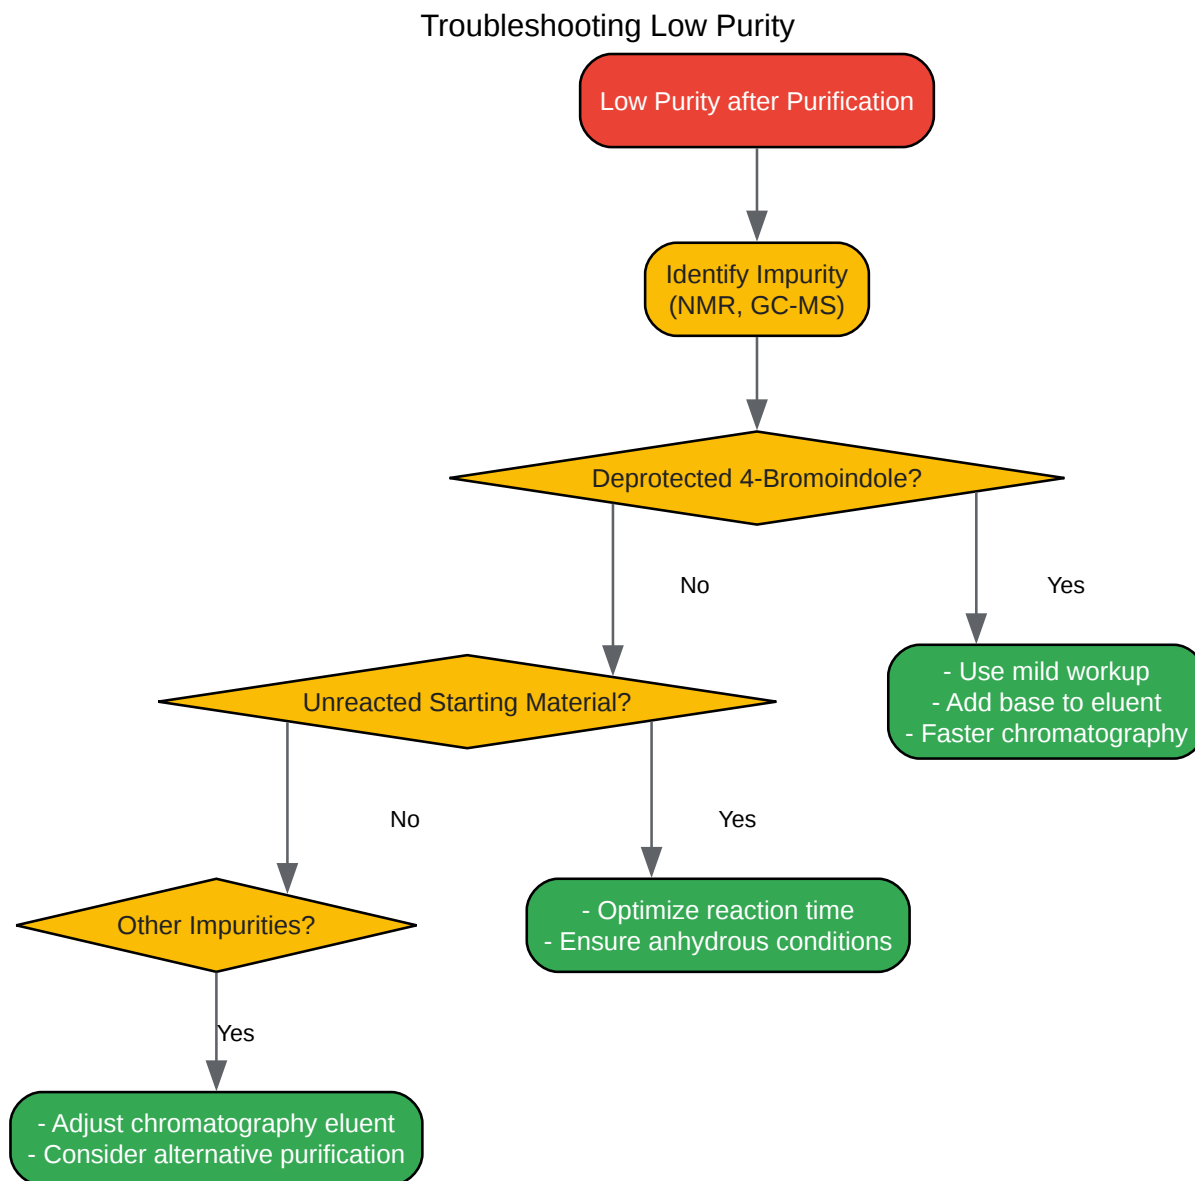 Troubleshooting Low Purity
Low Purity after Purification
Identify Impurity
(NMR, GC-MS)
Deprotected 4-Bromoindole?
No
Yes
- Use mild workup
- Add base to eluent
- Faster chromatography
Unreacted Starting Material?
No
Yes
Other Impurities?
- Optimize reaction time
- Ensure anhydrous conditions
Yes
- Adjust chromatography eluent
- Consider alternative purification